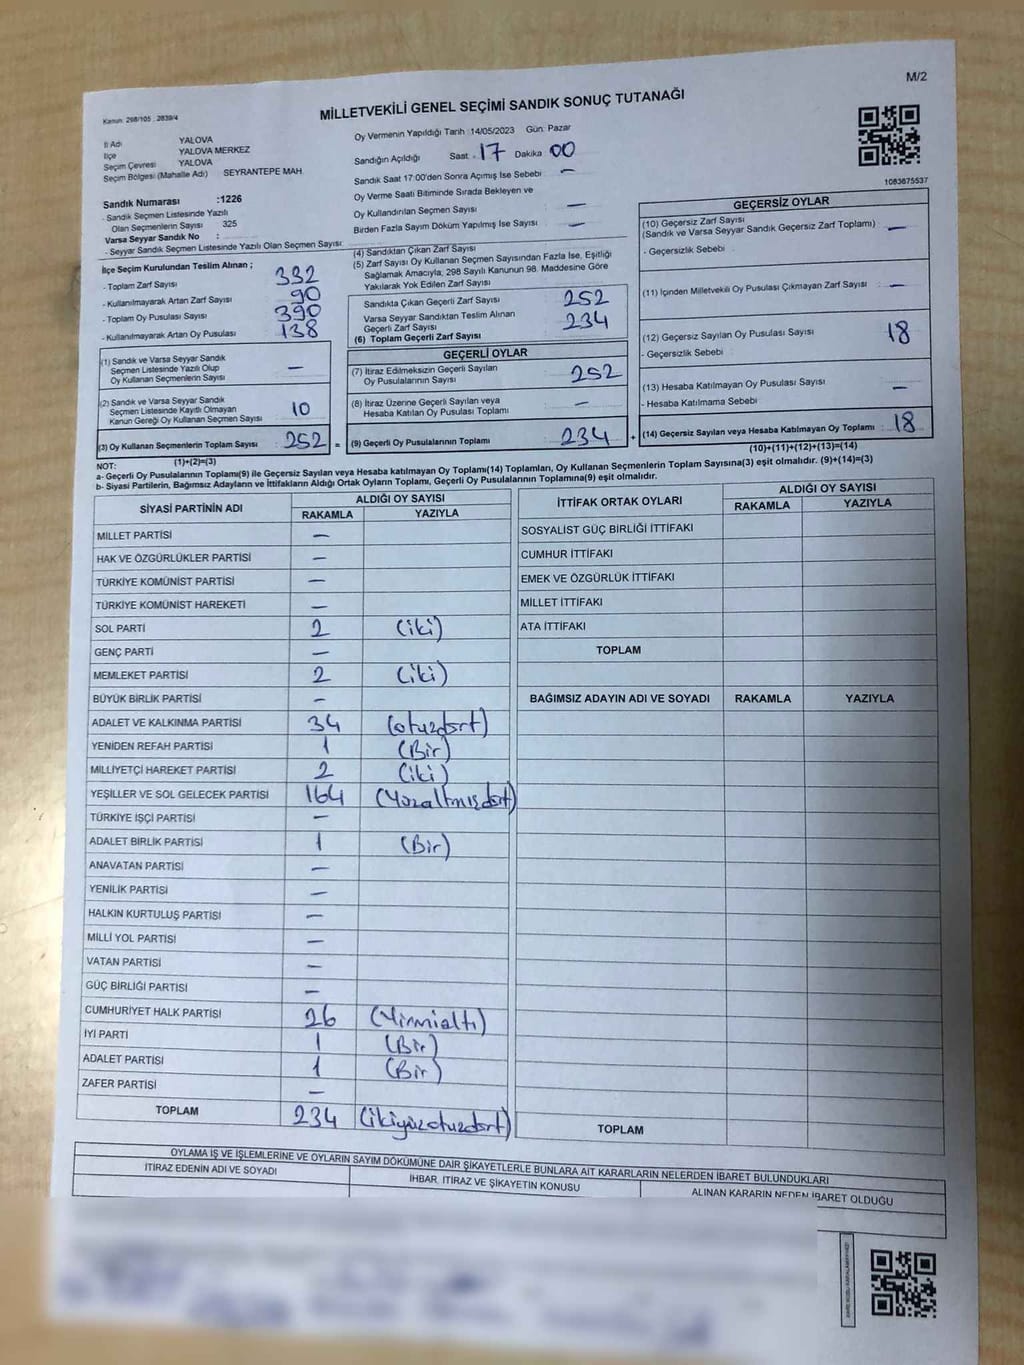 M/2
Kanun: 298/105 ; 2839/4
MİLLETVEKİLİ GENEL SEÇİMİ SANDIK SONUÇ TUTANAĞI
İl Adı YALOVA
İlçe YALOVA MERKEZ
Seçim Çevresi YALOVA
Seçim Bölgesi (Mahalle Adı) SEYRANTEPE MAH.
Sandık Numarası :1226
- Sandık Seçmen Listesinde Yazılı
Olan Seçmenlerin Sayısı 325
Varsa Seyyar Sandık No :
- Seyyar Sandık Seçmen Listesinde Yazılı Olan Seçmen Sayısı:
Oy Vermenin Yapıldığı Tarih 14/05/2023 Gün: Pazar
Sandığın Açıldığı Saat : 17 Dakika 00
Sandık Saat 17:00'den Sonra Açımış İse Sebebi —
Oy Verme Saati Bitiminde Sırada Bekleyen ve
Oy Kullandırılan Seçmen Sayısı —
Birden Fazla Sayım Döküm Yapılmış İse Sayısı —
1083675537
İlçe Seçim Kurulundan Teslim Alınan ;
- Toplam Zarf Sayısı 332
- Kullanılmayarak Artan Zarf Sayısı 90
- Toplam Oy Pusulası Sayısı 390
- Kullanılmayarak Artan Oy Pusulası 138
(1) Sandık ve Varsa Seyyar Sandık
Seçmen Listesinde Yazılı Olup
Oy Kullanan Seçmenlerin Sayısı —
(2) Sandık ve Varsa Seyyar Sandık
Seçmen Listesinde Kayıtlı Olmayan
Kanun Gereği Oy Kullanan Seçmen Sayısı 10
(3) Oy Kullanan Seçmenlerin Toplam Sayısı 252 =
(1)+(2)=(3)
(4) Sandıktan Çıkan Zarf Sayısı
(5) Zarf Sayısı Oy Kullanan Seçmen Sayısından Fazla İse, Eşitliği
Sağlamak Amacıyla, 298 Sayılı Kanunun 98. Maddesine Göre
Yakılarak Yok Edilen Zarf Sayısı
Sandıkta Çıkan Geçerli Zarf Sayısı 252
Varsa Seyyar Sandıktan Teslim Alınan
Geçerli Zarf Sayısı 234
(6) Toplam Geçerli Zarf Sayısı
GEÇERLİ OYLAR
(7) İtiraz Edilmeksizin Geçerli Sayılan
Oy Pusulalarının Sayısı 252
(8) İtiraz Üzerine Geçerli Sayılan veya
Hesaba Katılan Oy Pusulası Toplamı —
(9) Geçerli Oy Pusulalarının Toplamı 234 +
GEÇERSİZ OYLAR
(10) Geçersiz Zarf Sayısı
(Sandık ve Varsa Seyyar Sandık Geçersiz Zarf Toplamı) —
- Geçersizlik Sebebi
(11) İçinden Milletvekili Oy Pusulası Çıkmayan Zarf Sayısı —
(12) Geçersiz Sayılan Oy Pusulası Sayısı 18
- Geçersizlik Sebebi
(13) Hesaba Katılmayan Oy Pusulası Sayısı —
- Hesaba Katılmama Sebebi
(14) Geçersiz Sayılan veya Hesaba Katılmayan Oy Toplamı : 18
(10)+(11)+(12)+(13)=(14)
NOT:
a- Geçerli Oy Pusulalarının Toplamı(9) ile Geçersiz Sayılan veya Hesaba katılmayan Oy Toplamı(14) Toplamları, Oy Kullanan Seçmenlerin Toplam Sayısına(3) eşit olmalıdır. (9)+(14)=(3)
b- Siyasi Partilerin, Bağımsız Adayların ve İttifakların Aldığı Ortak Oyların Toplamı, Geçerli Oy Pusulalarının Toplamına(9) eşit olmalıdır.
SİYASİ PARTİNİN ADI ALDIĞI OY SAYISI
RAKAMLA YAZIYLA
MİLLET PARTİSİ —
HAK VE ÖZGÜRLÜKLER PARTİSİ —
TÜRKİYE KOMÜNİST PARTİSİ —
TÜRKİYE KOMÜNİST HAREKETİ —
SOL PARTİ 2 (iki)
GENÇ PARTİ —
MEMLEKET PARTİSİ 2 (iki)
BÜYÜK BİRLİK PARTİSİ —
ADALET VE KALKINMA PARTİSİ 34 (otuzdört)
YENİDEN REFAH PARTİSİ 1 (Bir)
MİLLİYETÇİ HAREKET PARTİSİ 2 (iki)
YEŞİLLER VE SOL GELECEK PARTİSİ 164 (Yüzaltmışdört)
TÜRKİYE İŞÇİ PARTİSİ —
ADALET BİRLİK PARTİSİ 1 (Bir)
ANAVATAN PARTİSİ —
YENİLİK PARTİSİ —
HALKIN KURTULUŞ PARTİSİ —
MİLLİ YOL PARTİSİ —
VATAN PARTİSİ —
GÜÇ BİRLİĞİ PARTİSİ —
CUMHURİYET HALK PARTİSİ 26 (Yirmialtı)
İYİ PARTİ 1 (Bir)
ADALET PARTİSİ 1 (Bir)
ZAFER PARTİSİ —
TOPLAM 234 (ikiyüzotuzdört)
İTTİFAK ORTAK OYLARI ALDIĞI OY SAYISI
RAKAMLA YAZIYLA
SOSYALİST GÜÇ BİRLİĞİ İTTİFAKI
CUMHUR İTTİFAKI
EMEK VE ÖZGÜRLÜK İTTİFAKI
MİLLET İTTİFAKI
ATA İTTİFAKI
TOPLAM
BAĞIMSIZ ADAYIN ADI VE SOYADI RAKAMLA YAZIYLA
TOPLAM
OYLAMA İŞ VE İŞLEMLERİNE VE OYLARIN SAYIM DÖKÜMÜNE DAİR ŞİKAYETLERLE BUNLARA AİT KARARLARIN NELERDEN İBARET BULUNDUKLARI
İTİRAZ EDENİN ADI VE SOYADI İHBAR, İTİRAZ VE ŞİKAYETİN KONUSU ALINAN KARARIN NEDEN İBARET OLDUĞU